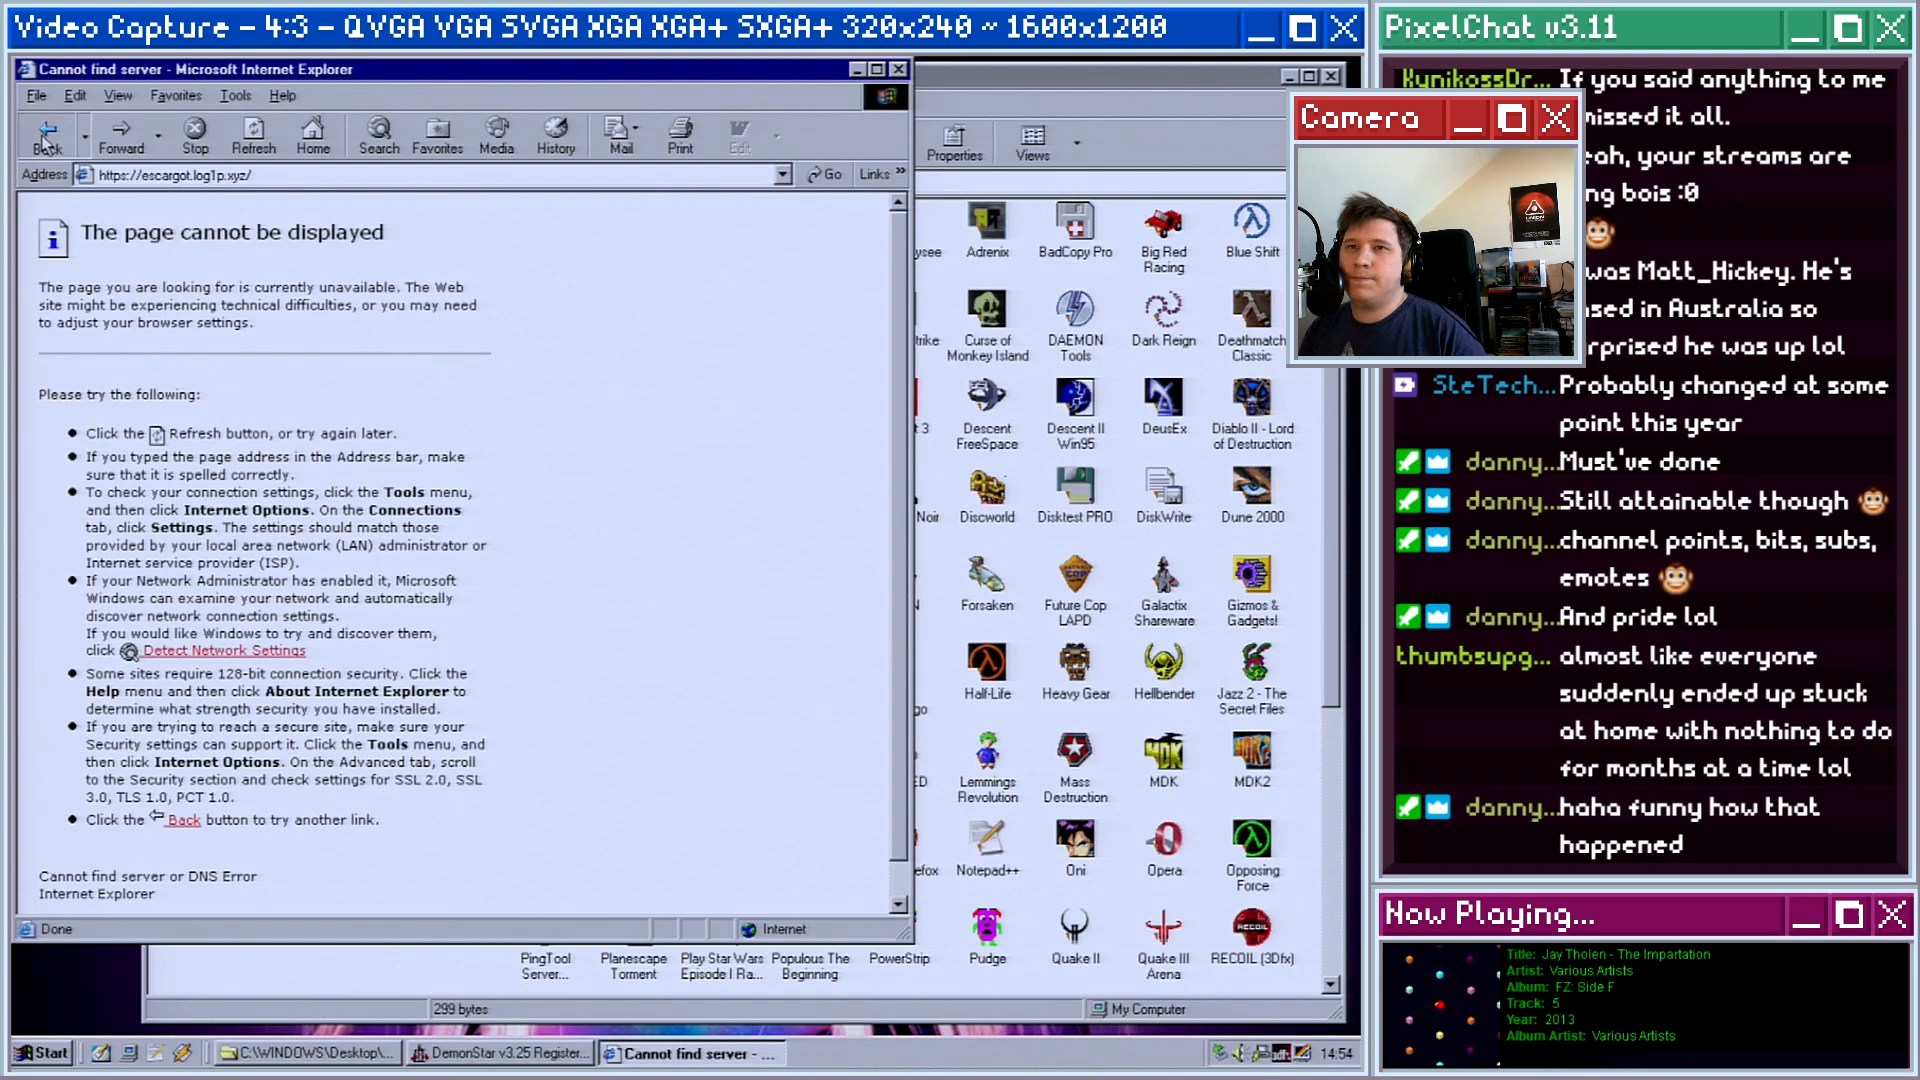 Video Capture - 4:3 - QVGA VGA SVGA XGA XGA+ SXGA+ 320x240 ~ 1600x1200
Cannot find server - Microsoft Internet Explorer
File Edit View Favorites Tools Help
Back Forward Stop Refresh Home Search Favorites Media History Mail Print Edit
Address https://escargot.log1p.xyz/ Go Links »
The page cannot be displayed
The page you are looking for is currently unavailable. The Web
site might be experiencing technical difficulties, or you may need
to adjust your browser settings.
Please try the following:
Click the Refresh button, or try again later.
If you typed the page address in the Address bar, make
sure that it is spelled correctly.
To check your connection settings, click the Tools menu,
and then click Internet Options. On the Connections
tab, click Settings. The settings should match those
provided by your local area network (LAN) administrator or
Internet service provider (ISP).
If your Network Administrator has enabled it, Microsoft
Windows can examine your network and automatically
discover network connection settings.
If you would like Windows to try and discover them,
click Detect Network Settings
Some sites require 128-bit connection security. Click the
Help menu and then click About Internet Explorer to
determine what strength security you have installed.
If you are trying to reach a secure site, make sure your
Security settings can support it. Click the Tools menu, and
then click Internet Options. On the Advanced tab, scroll
to the Security section and check settings for SSL 2.0, SSL
3.0, TLS 1.0, PCT 1.0.
Click the Back button to try another link.
Cannot find server or DNS Error
Internet Explorer
Done Internet
Properties Views
ysee Adrenix BadCopy Pro Big Red Racing Blue Shift
trike Curse of Monkey Island DAEMON Tools Dark Reign Deathmatch Classic
t 3 Descent FreeSpace Descent II Win95 DeusEx Diablo II - Lord of Destruction
Noir Discworld Disktest PRO DiskWrite Dune 2000
Forsaken Future Cop LAPD Galactix Shareware Gizmos & Gadgets!
Half-Life Heavy Gear Hellbender Jazz 2 - The Secret Files
go
ED Lemmings Revolution Mass Destruction MDK MDK2
efox Notepad++ Oni Opera Opposing Force
PingTool Server... Planescape Torment Play Star Wars Episode I Ra... Populous The Beginning PowerStrip Pudge Quake II Quake III Arena RECOIL (3Dfx)
299 bytes My Computer
Start C:\WINDOWS\Desktop\... DemonStar v3.25 Register... Cannot find server - ... 14:54
Camera
PixelChat v3.11
KynikossDr... If you said anything to me
missed it all.
eah, your streams are
ng bois :0
was Matt_Hickey. He's
ased in Australia so
rprised he was up lol
SteTech... Probably changed at some
point this year
danny... Must've done
danny... Still attainable though
danny... channel points, bits, subs,
emotes
danny... And pride lol
thumbsupg... almost like everyone
suddenly ended up stuck
at home with nothing to do
for months at a time lol
danny... haha funny how that
happened
Now Playing...
Title: Jay Tholen - The Impartation
Artist: Various Artists
Album: FZ: Side F
Track: 5
Year: 2013
Album Artist: Various Artists